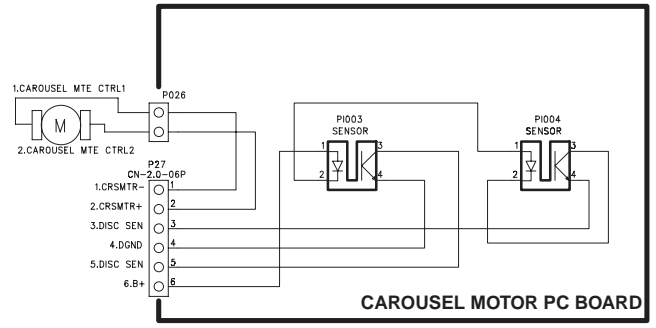 1.CAROUSEL MTE CTRL1
P026
M
2.CAROUSEL MTE CTRL2
P27
CN-2.0-06P
1.CRSMTR- 1
2.CRSMTR+ 2
3.DISC SEN 3
4.DGND 4
5.DISC SEN 5
6.B+ 6
PI003
SENSOR
1 3
2 4
PI004
SENSOR
1 3
2 4
CAROUSEL MOTOR PC BOARD